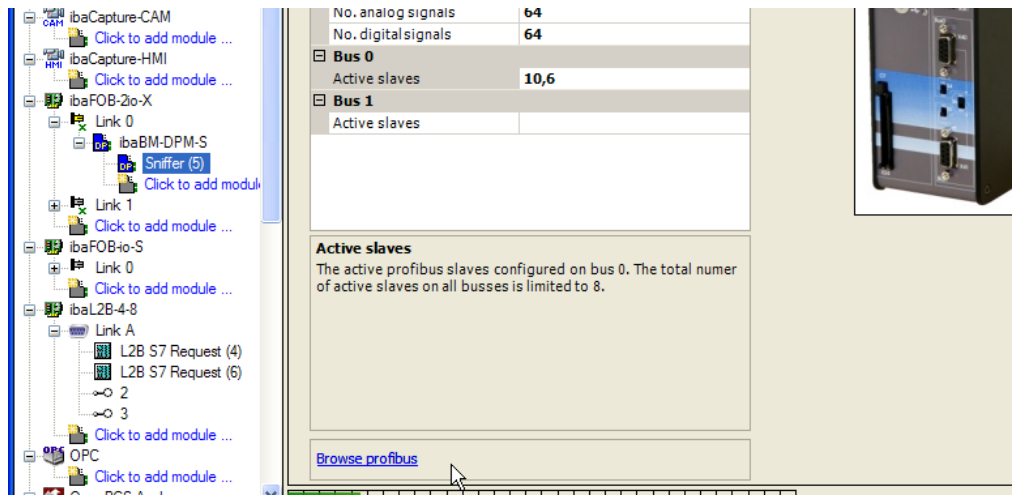 ibaCapture-CAM
Click to add module ...
ibaCapture-HMI
Click to add module ...
ibaFOB-2io-X
Link 0
ibaBM-DPM-S
Sniffer (5)
Click to add modul
Link 1
Click to add module ...
ibaFOB-io-S
Link 0
Click to add module ...
ibaL2B-4-8
Link A
L2B S7 Request (4)
L2B S7 Request (6)
2
3
Click to add module ...
OPC
Click to add module ...
No. analog signals 64
No. digitalsignals 64
Bus 0
Active slaves 10,6
Bus 1
Active slaves
Active slaves
The active profibus slaves configured on bus 0. The total numer
of active slaves on all busses is limited to 8.
Browse profibus